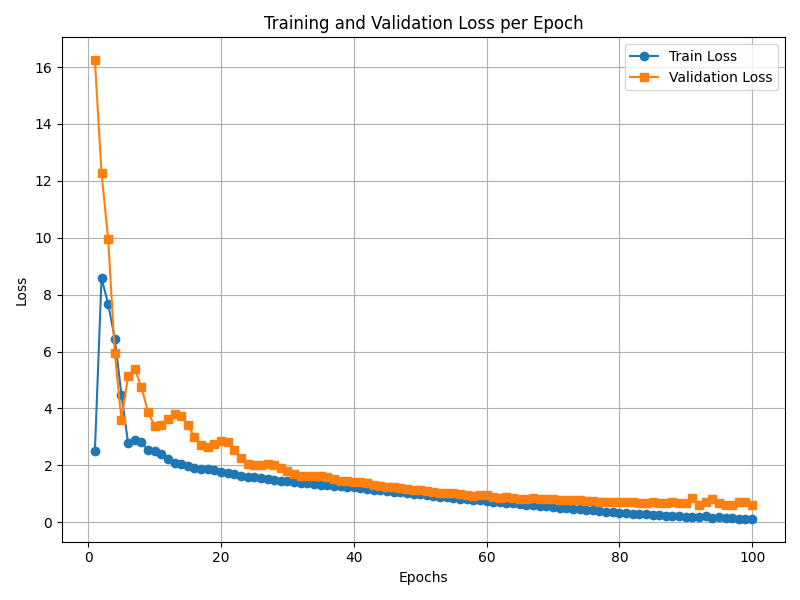 Training and Validation Loss per Epoch
Train Loss
Validation Loss
Loss
16
14
12
10
8
6
4
2
0
0 20 40 60 80 100
Epochs